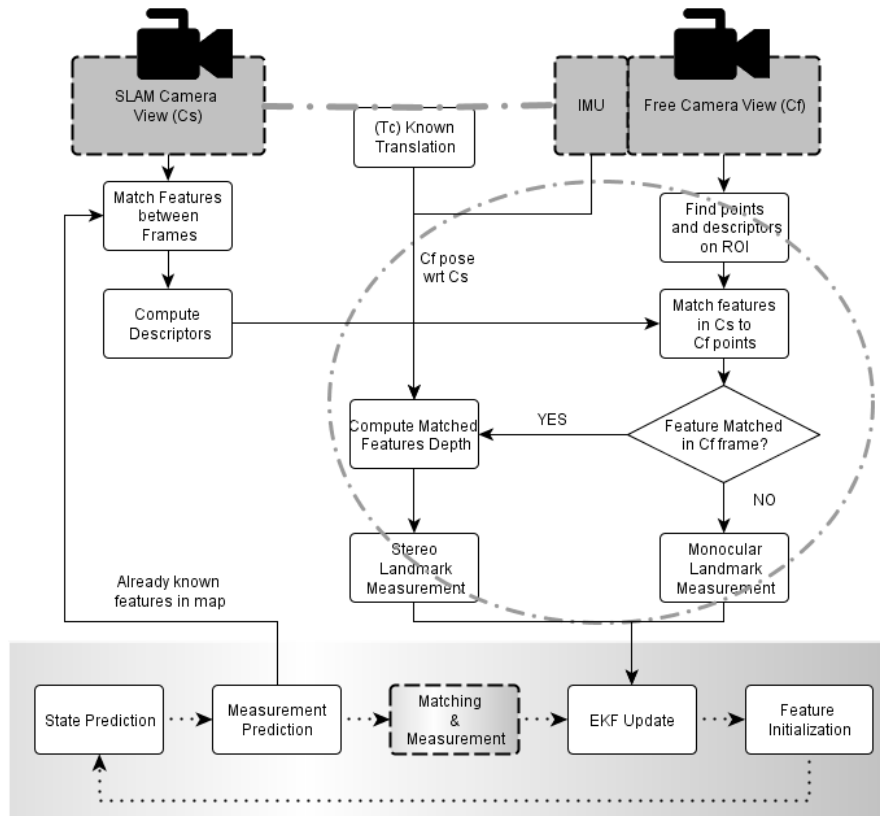 SLAM Camera
View (Cs)
IMU
Free Camera View (Cf)
(Tc) Known
Translation
Match Features
between
Frames
Find points
and descriptors
on ROI
Cf pose
wrt Cs
Compute
Descriptors
Match features
in Cs to
Cf points
Compute Matched
Features Depth
YES
Feature Matched
in Cf frame?
NO
Stereo
Landmark
Measurement
Monocular
Landmark
Measurement
Already known
features in map
State Prediction
Measurement
Prediction
Matching
&
Measurement
EKF Update
Feature
Initialization